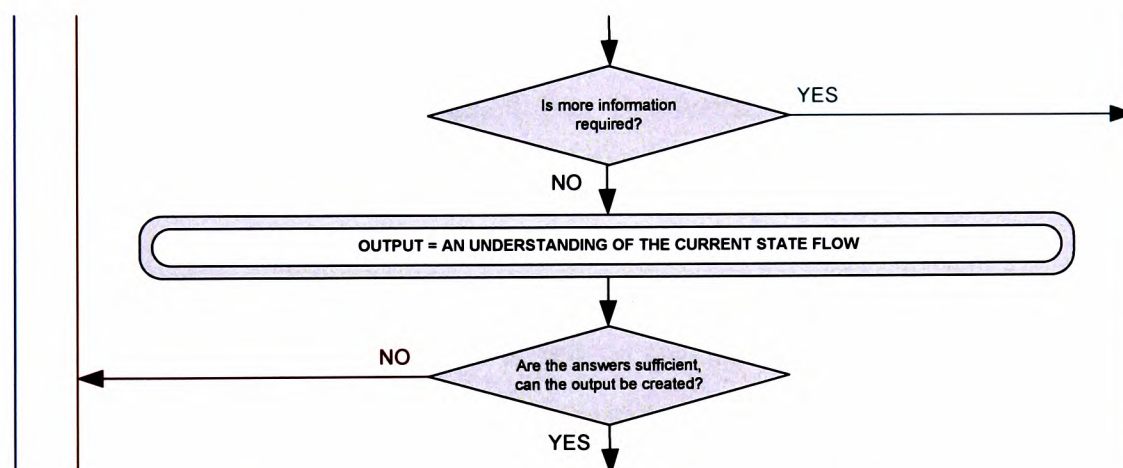 Is more information
required?
YES
NO
OUTPUT = AN UNDERSTANDING OF THE CURRENT STATE FLOW
Are the answers sufficient,
can the output be created?
NO
YES